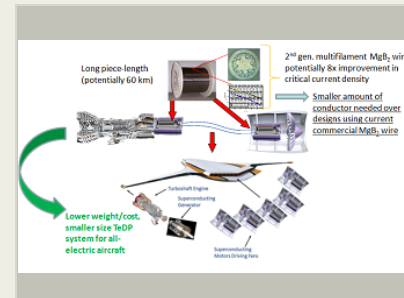 Long piece-length
(potentially 60 km)
2nd gen. multifilament MgB2 wire
potentially 8x improvement in
critical current density
Smaller amount of
conductor needed over
designs using current
commercial MgB2 wire
Turboshaft Engine
Superconducting
Generator
Lower weight/cost,
smaller size TeDP
system for all-
electric aircraft
Superconducting
Motors Driving Fans